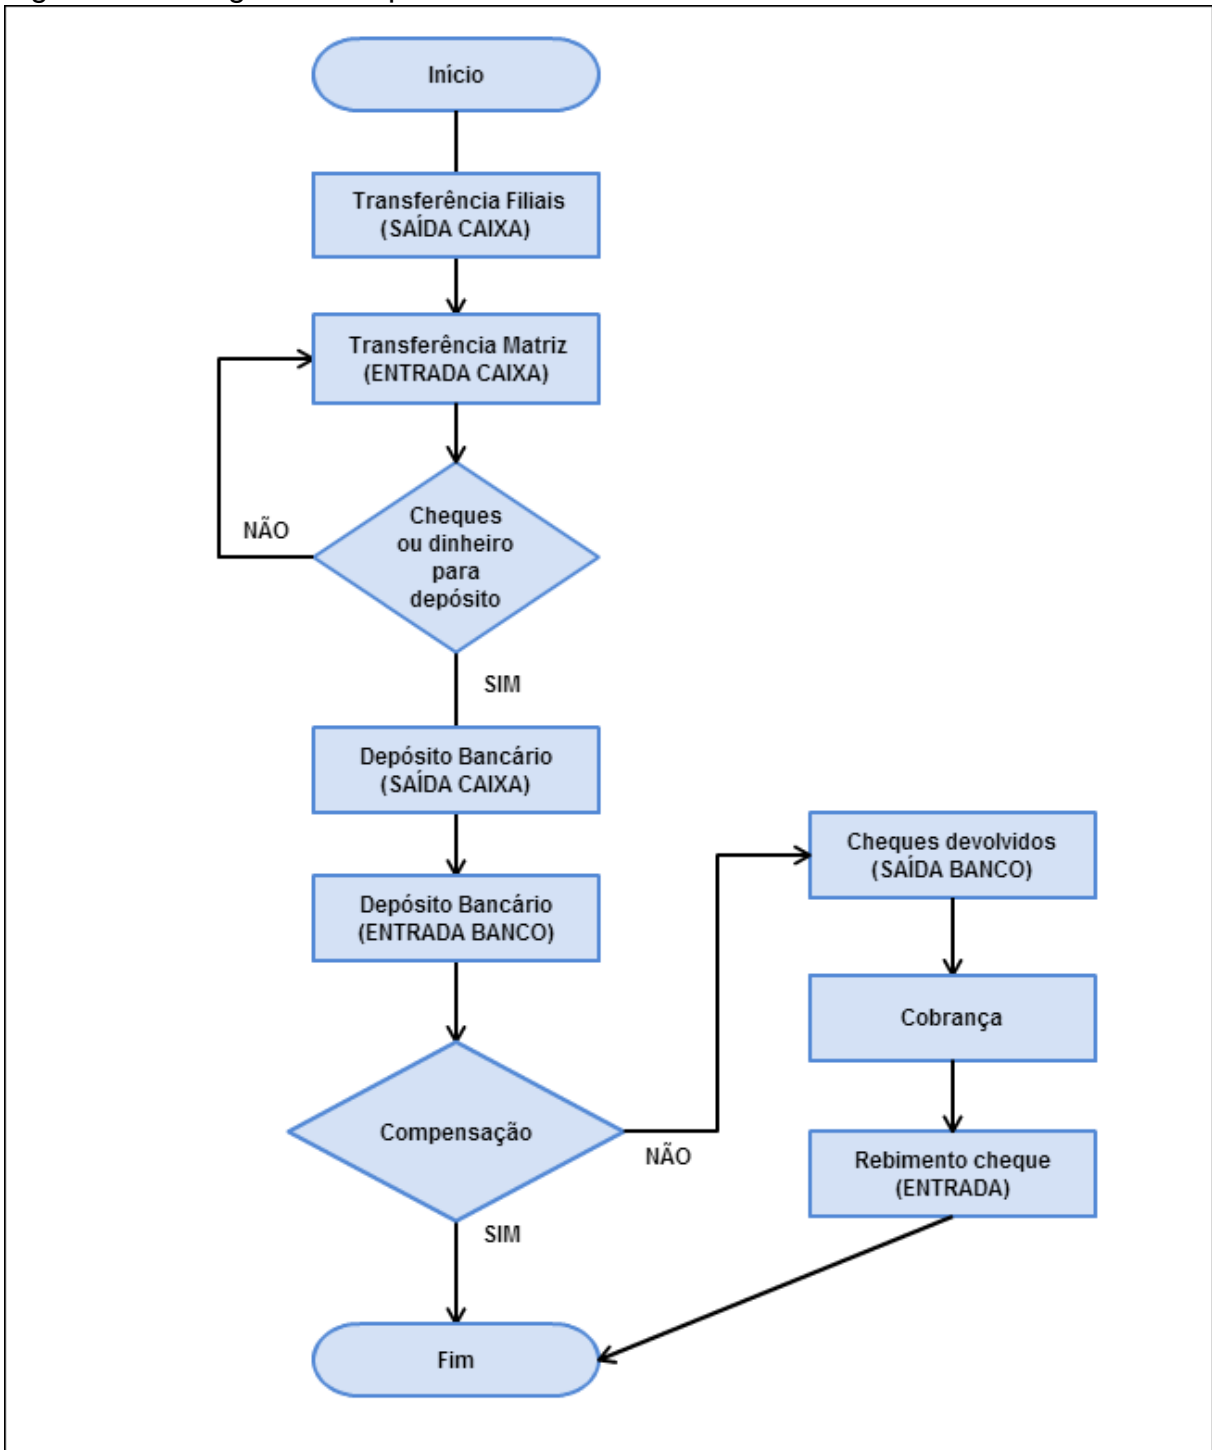 Início
Transferência Filiais
(SAÍDA CAIXA)
Transferência Matriz
(ENTRADA CAIXA)
Cheques
ou dinheiro
para
depósito
NÃO
SIM
Depósito Bancário
(SAÍDA CAIXA)
Depósito Bancário
(ENTRADA BANCO)
Compensação
NÃO
SIM
Cheques devolvidos
(SAÍDA BANCO)
Cobrança
Rebimento cheque
(ENTRADA)
Fim